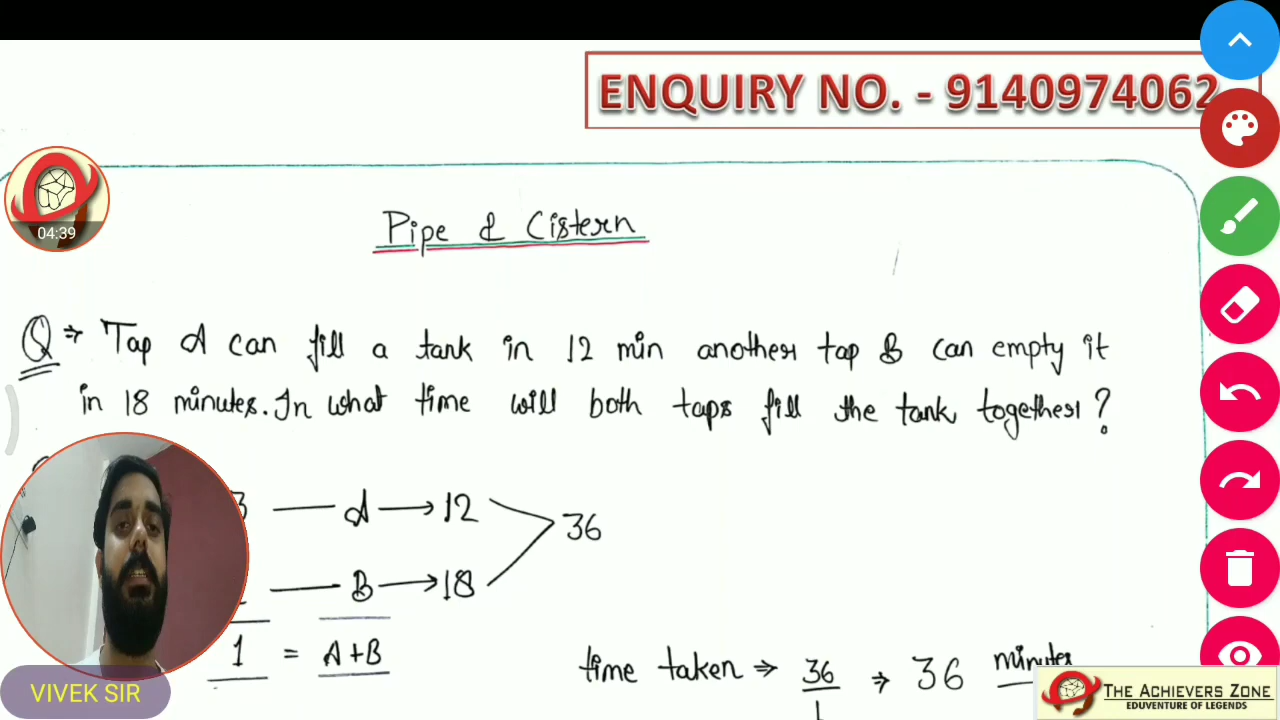 ENQUIRY NO. - 9140974062
04:39
Pipe & Cistern
Q ⇒ Tap A can fill a tank in 12 min another tap B can empty it
in 18 minutes. In what time will both taps fill the tank together?
3 — A → 12
36
— B → 18
1 = A+B
time taken ⇒ 36/1 ⇒ 36 minutes
VIVEK SIR
THE ACHIEVERS ZONE
EDUVENTURE OF LEGENDS